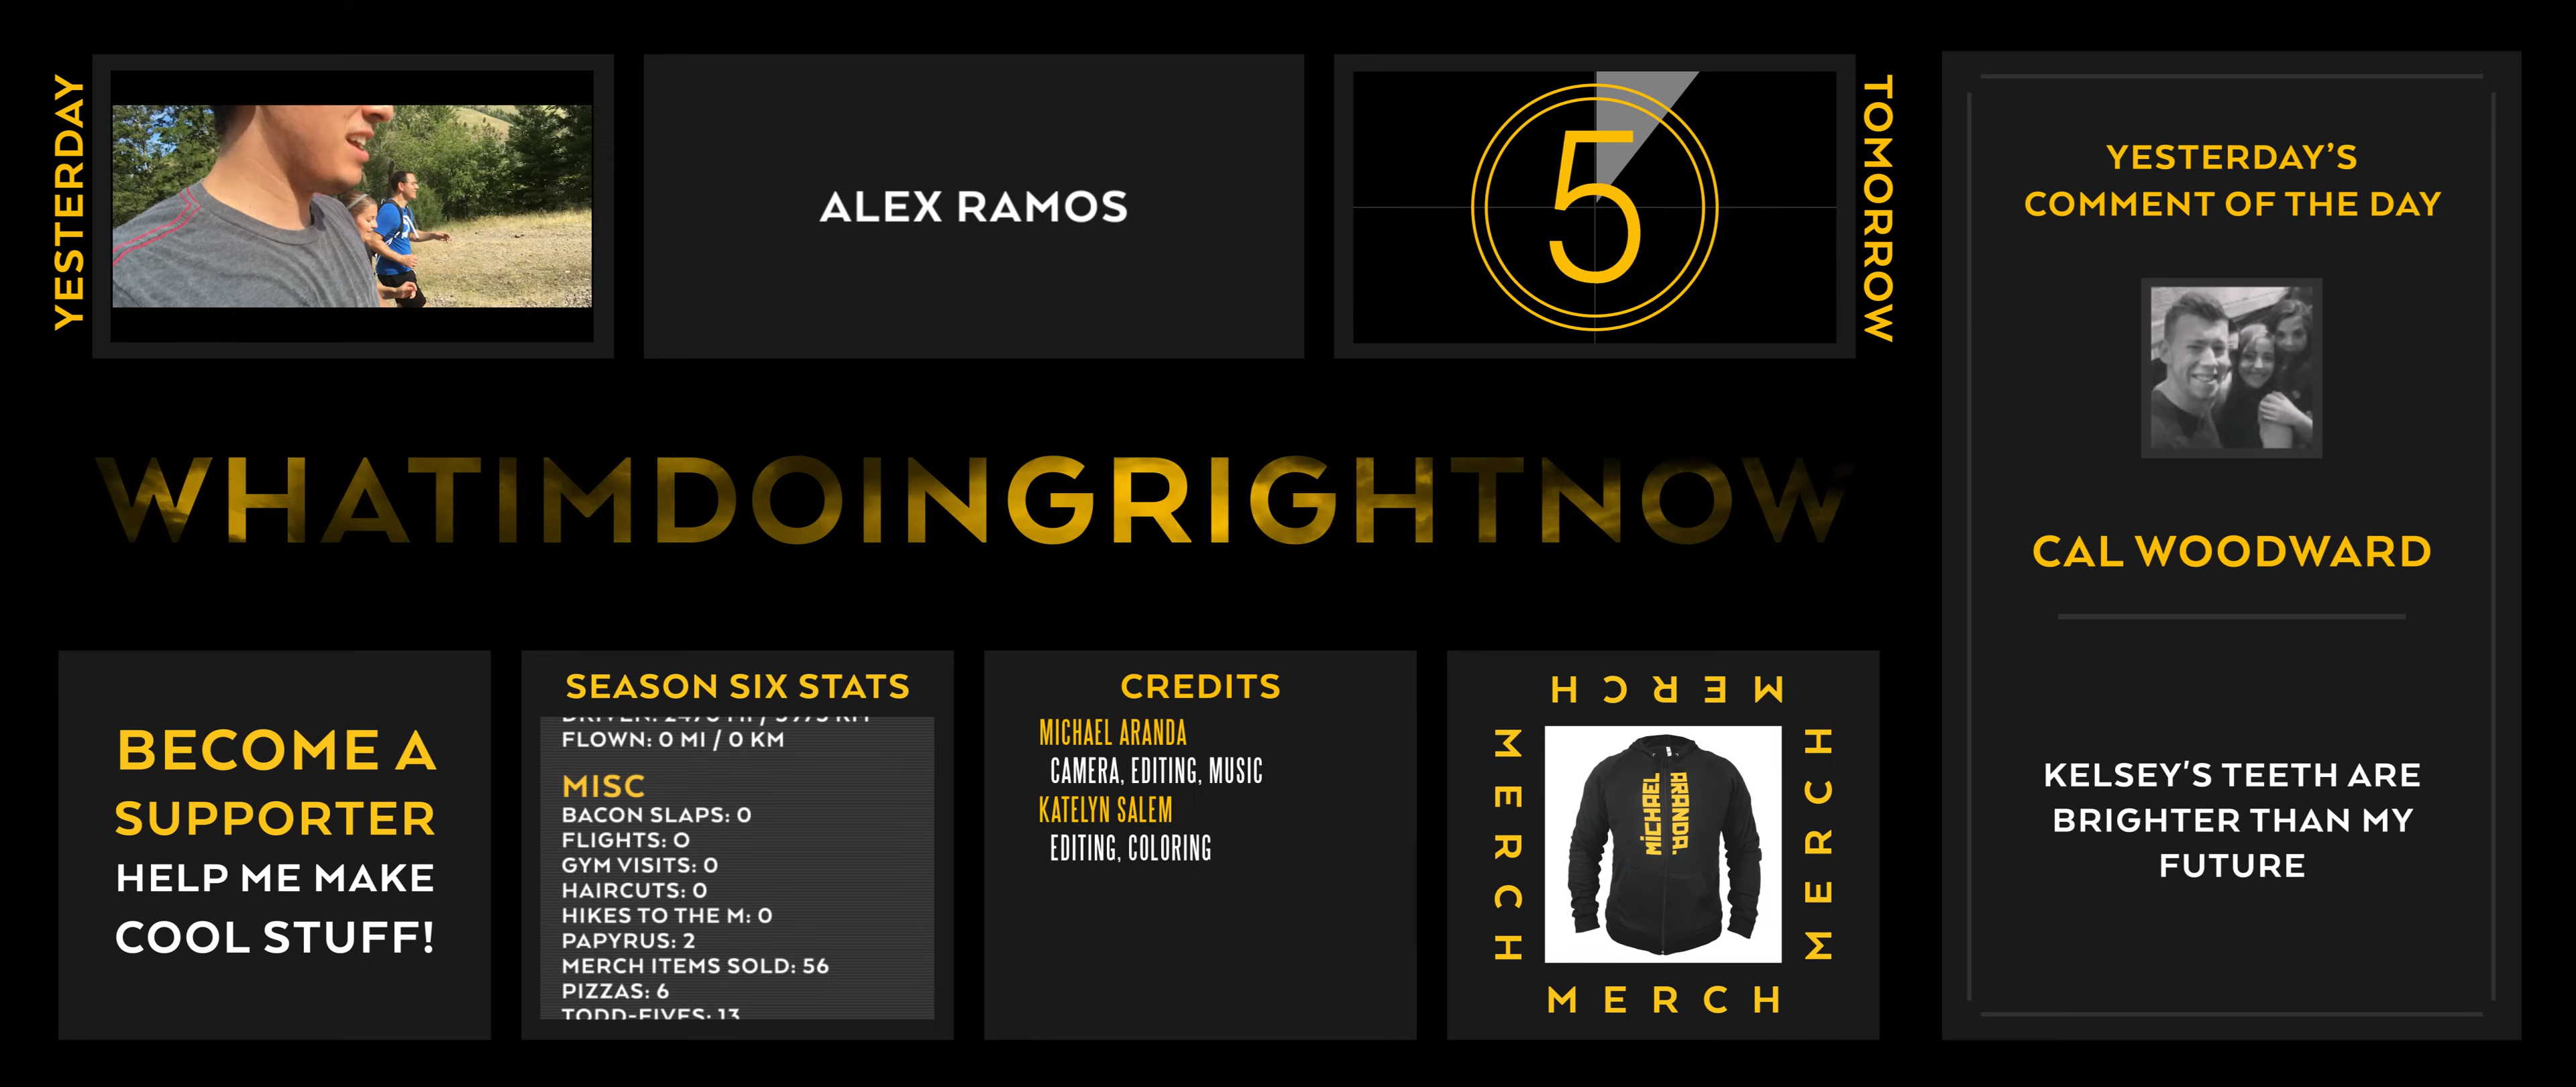 YESTERDAY
ALEX RAMOS
5
TOMORROW
YESTERDAY'S
COMMENT OF THE DAY
CAL WOODWARD
KELSEY'S TEETH ARE
BRIGHTER THAN MY
FUTURE
WHATIMDOINGRIGHTNOW
BECOME A
SUPPORTER
HELP ME MAKE
COOL STUFF!
SEASON SIX STATS
FLOWN: 0 MI / 0 KM
MISC
BACON SLAPS: 0
FLIGHTS: 0
GYM VISITS: 0
HAIRCUTS: 0
HIKES TO THE M: 0
PAPYRUS: 2
MERCH ITEMS SOLD: 56
PIZZAS: 6
TODD-FIVES: 13
CREDITS
MICHAEL ARANDA
CAMERA, EDITING, MUSIC
KATELYN SALEM
EDITING, COLORING
MERCH
MERCH
MERCH
MERCH
MICHAEL
ARANDA.